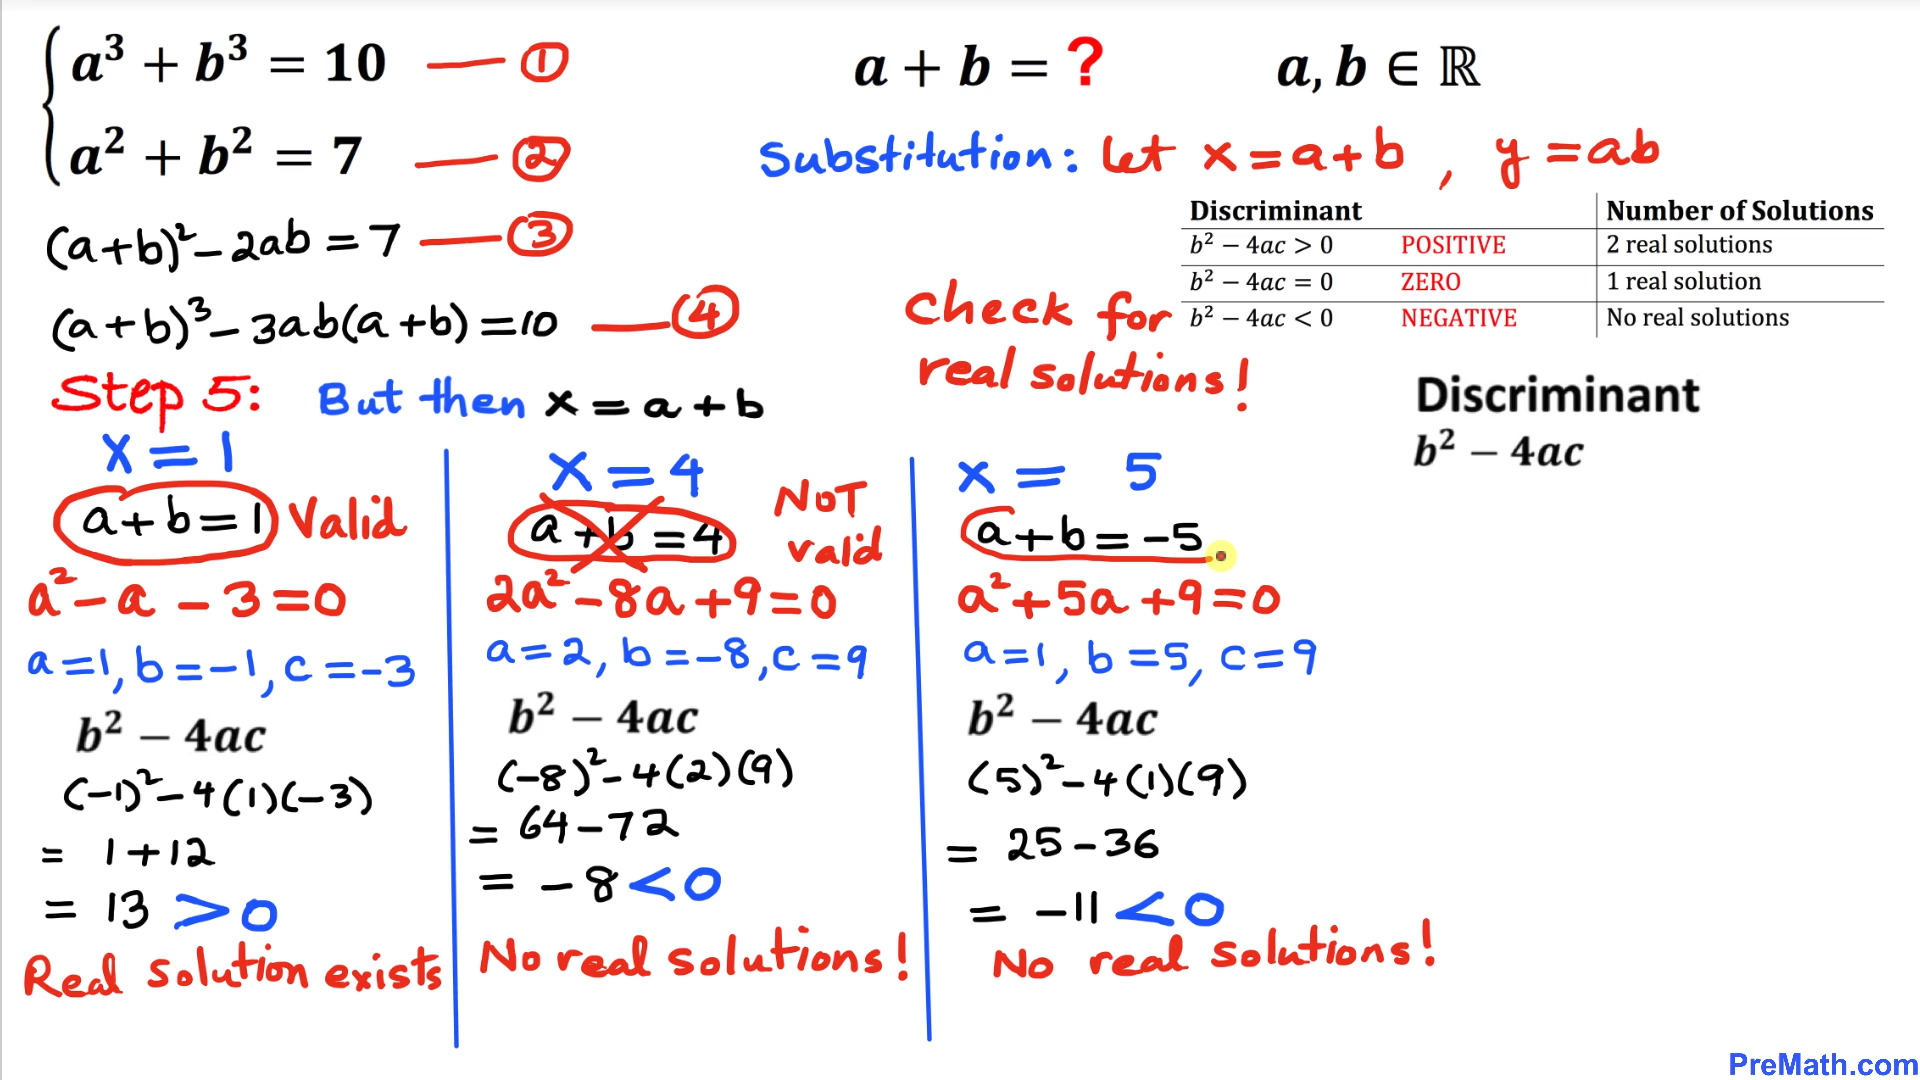 a³ + b³ = 10 —— ①
a + b = ?
a, b ∈ ℝ
a² + b² = 7 —— ②
Substitution: Let x = a+b , y = ab
(a+b)² − 2ab = 7 —— ③
Discriminant Number of Solutions
b² − 4ac > 0 POSITIVE 2 real solutions
b² − 4ac = 0 ZERO 1 real solution
b² − 4ac < 0 NEGATIVE No real solutions
(a+b)³ − 3ab(a+b) = 10 —— ④
Check for
real solutions!
Discriminant
b² − 4ac
Step 5: But then x = a + b
x = 1
a+b = 1 Valid
a² − a − 3 = 0
a=1, b=−1, c=−3
b² − 4ac
(−1)² − 4(1)(−3)
= 1+12
= 13 > 0
Real solution exists
x = 4
a+b = 4 NOT
valid
2a² − 8a + 9 = 0
a=2, b=−8, c=9
b² − 4ac
(−8)² − 4(2)(9)
= 64−72
= −8 < 0
No real solutions!
x = 5
a+b = −5
a² + 5a + 9 = 0
a=1, b=5, c=9
b² − 4ac
(5)² − 4(1)(9)
= 25−36
= −11 < 0
No real solutions!
PreMath.com